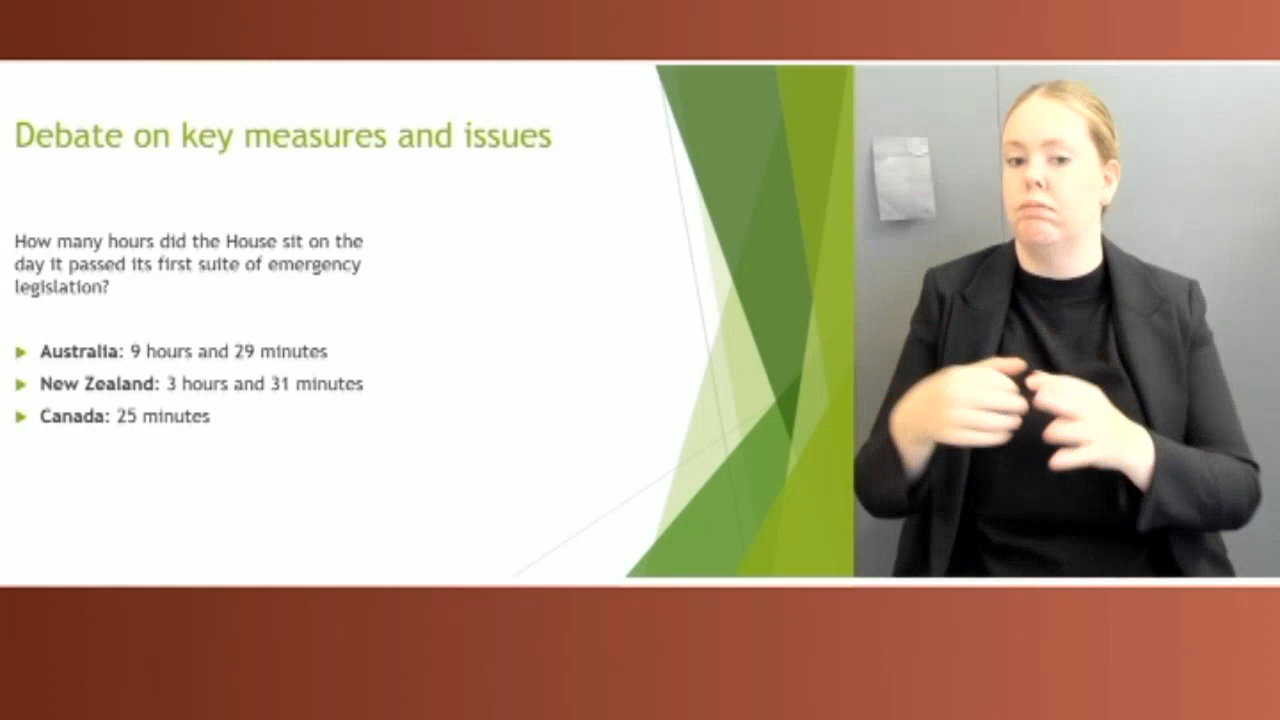 Debate on key measures and issues
How many hours did the House sit on the
day it passed its first suite of emergency
legislation?
Australia: 9 hours and 29 minutes
New Zealand: 3 hours and 31 minutes
Canada: 25 minutes